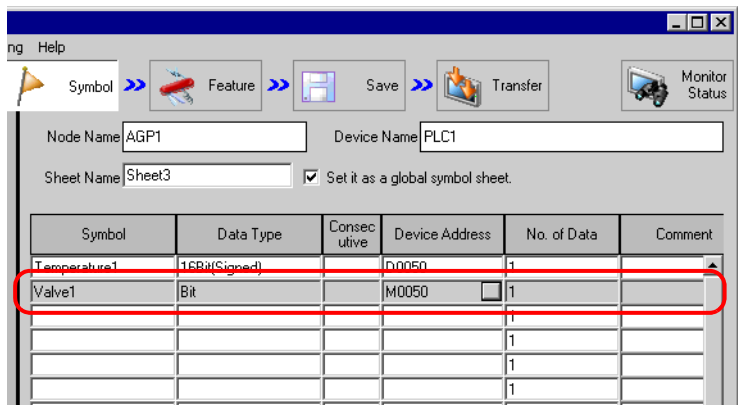 ng Help
Symbol Feature Save Transfer Monitor Status
Node Name AGP1 Device Name PLC1
Sheet Name Sheet3 Set it as a global symbol sheet.
Symbol Data Type Consecutive Device Address No. of Data Comment
Temperature1 16Bit(Signed) D0050 1
Valve1 Bit M0050 1
1
1
1
1